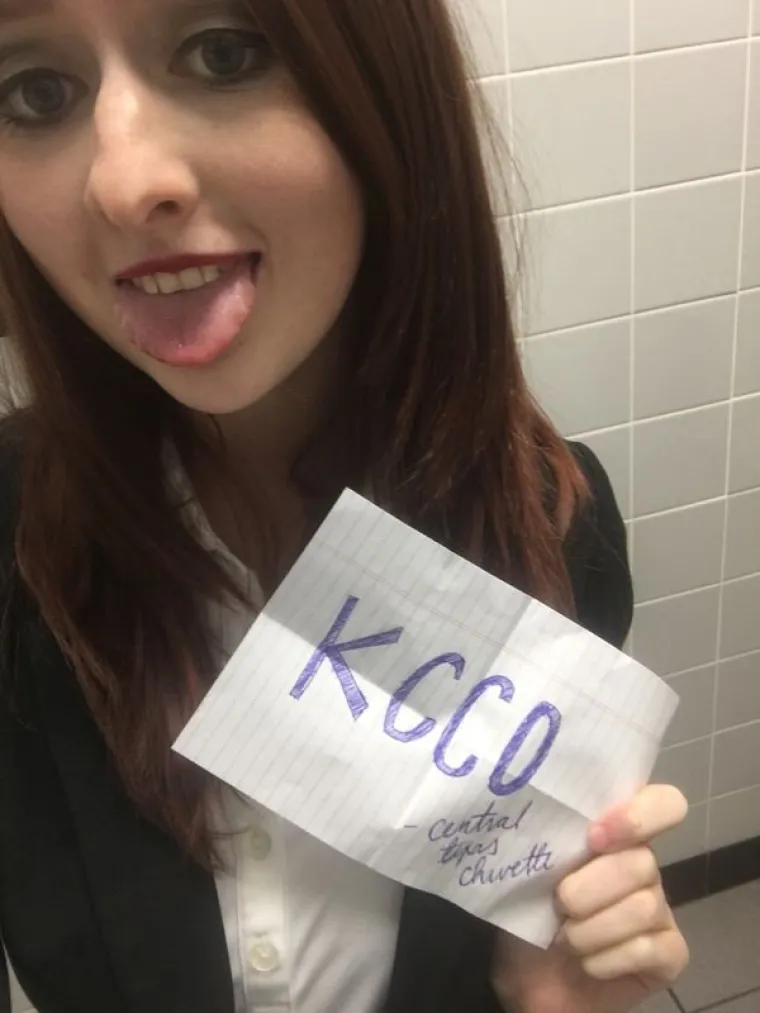 KCCO
- central
texas
chivette